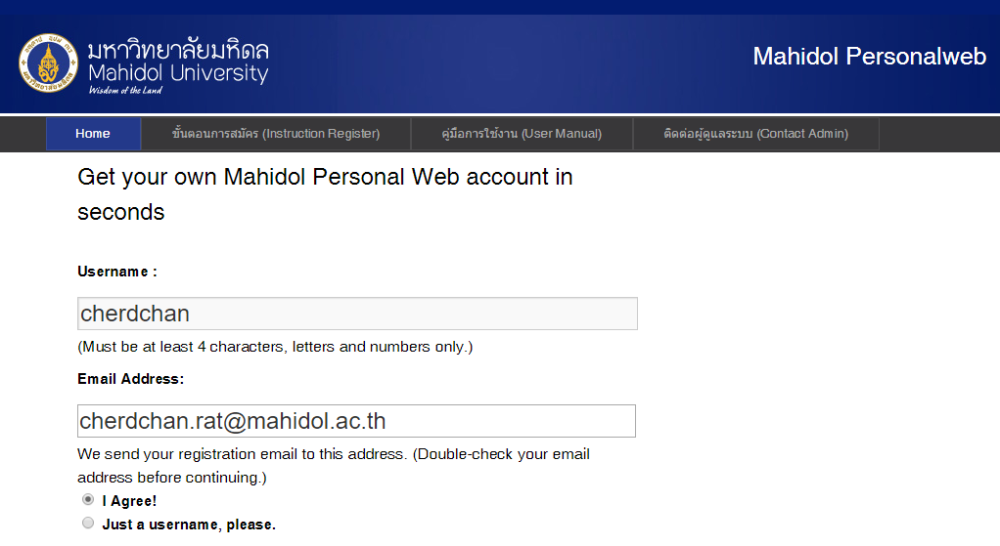 มหาวิทยาลัยมหิดล
Mahidol University
Wisdom of the Land
Mahidol Personalweb
Home
ขั้นตอนการสมัคร (Instruction Register)
คู่มือการใช้งาน (User Manual)
ติดต่อผู้ดูแลระบบ (Contact Admin)
Get your own Mahidol Personal Web account in
seconds
Username :
cherdchan
(Must be at least 4 characters, letters and numbers only.)
Email Address:
cherdchan.rat@mahidol.ac.th
We send your registration email to this address. (Double-check your email
address before continuing.)
I Agree!
Just a username, please.